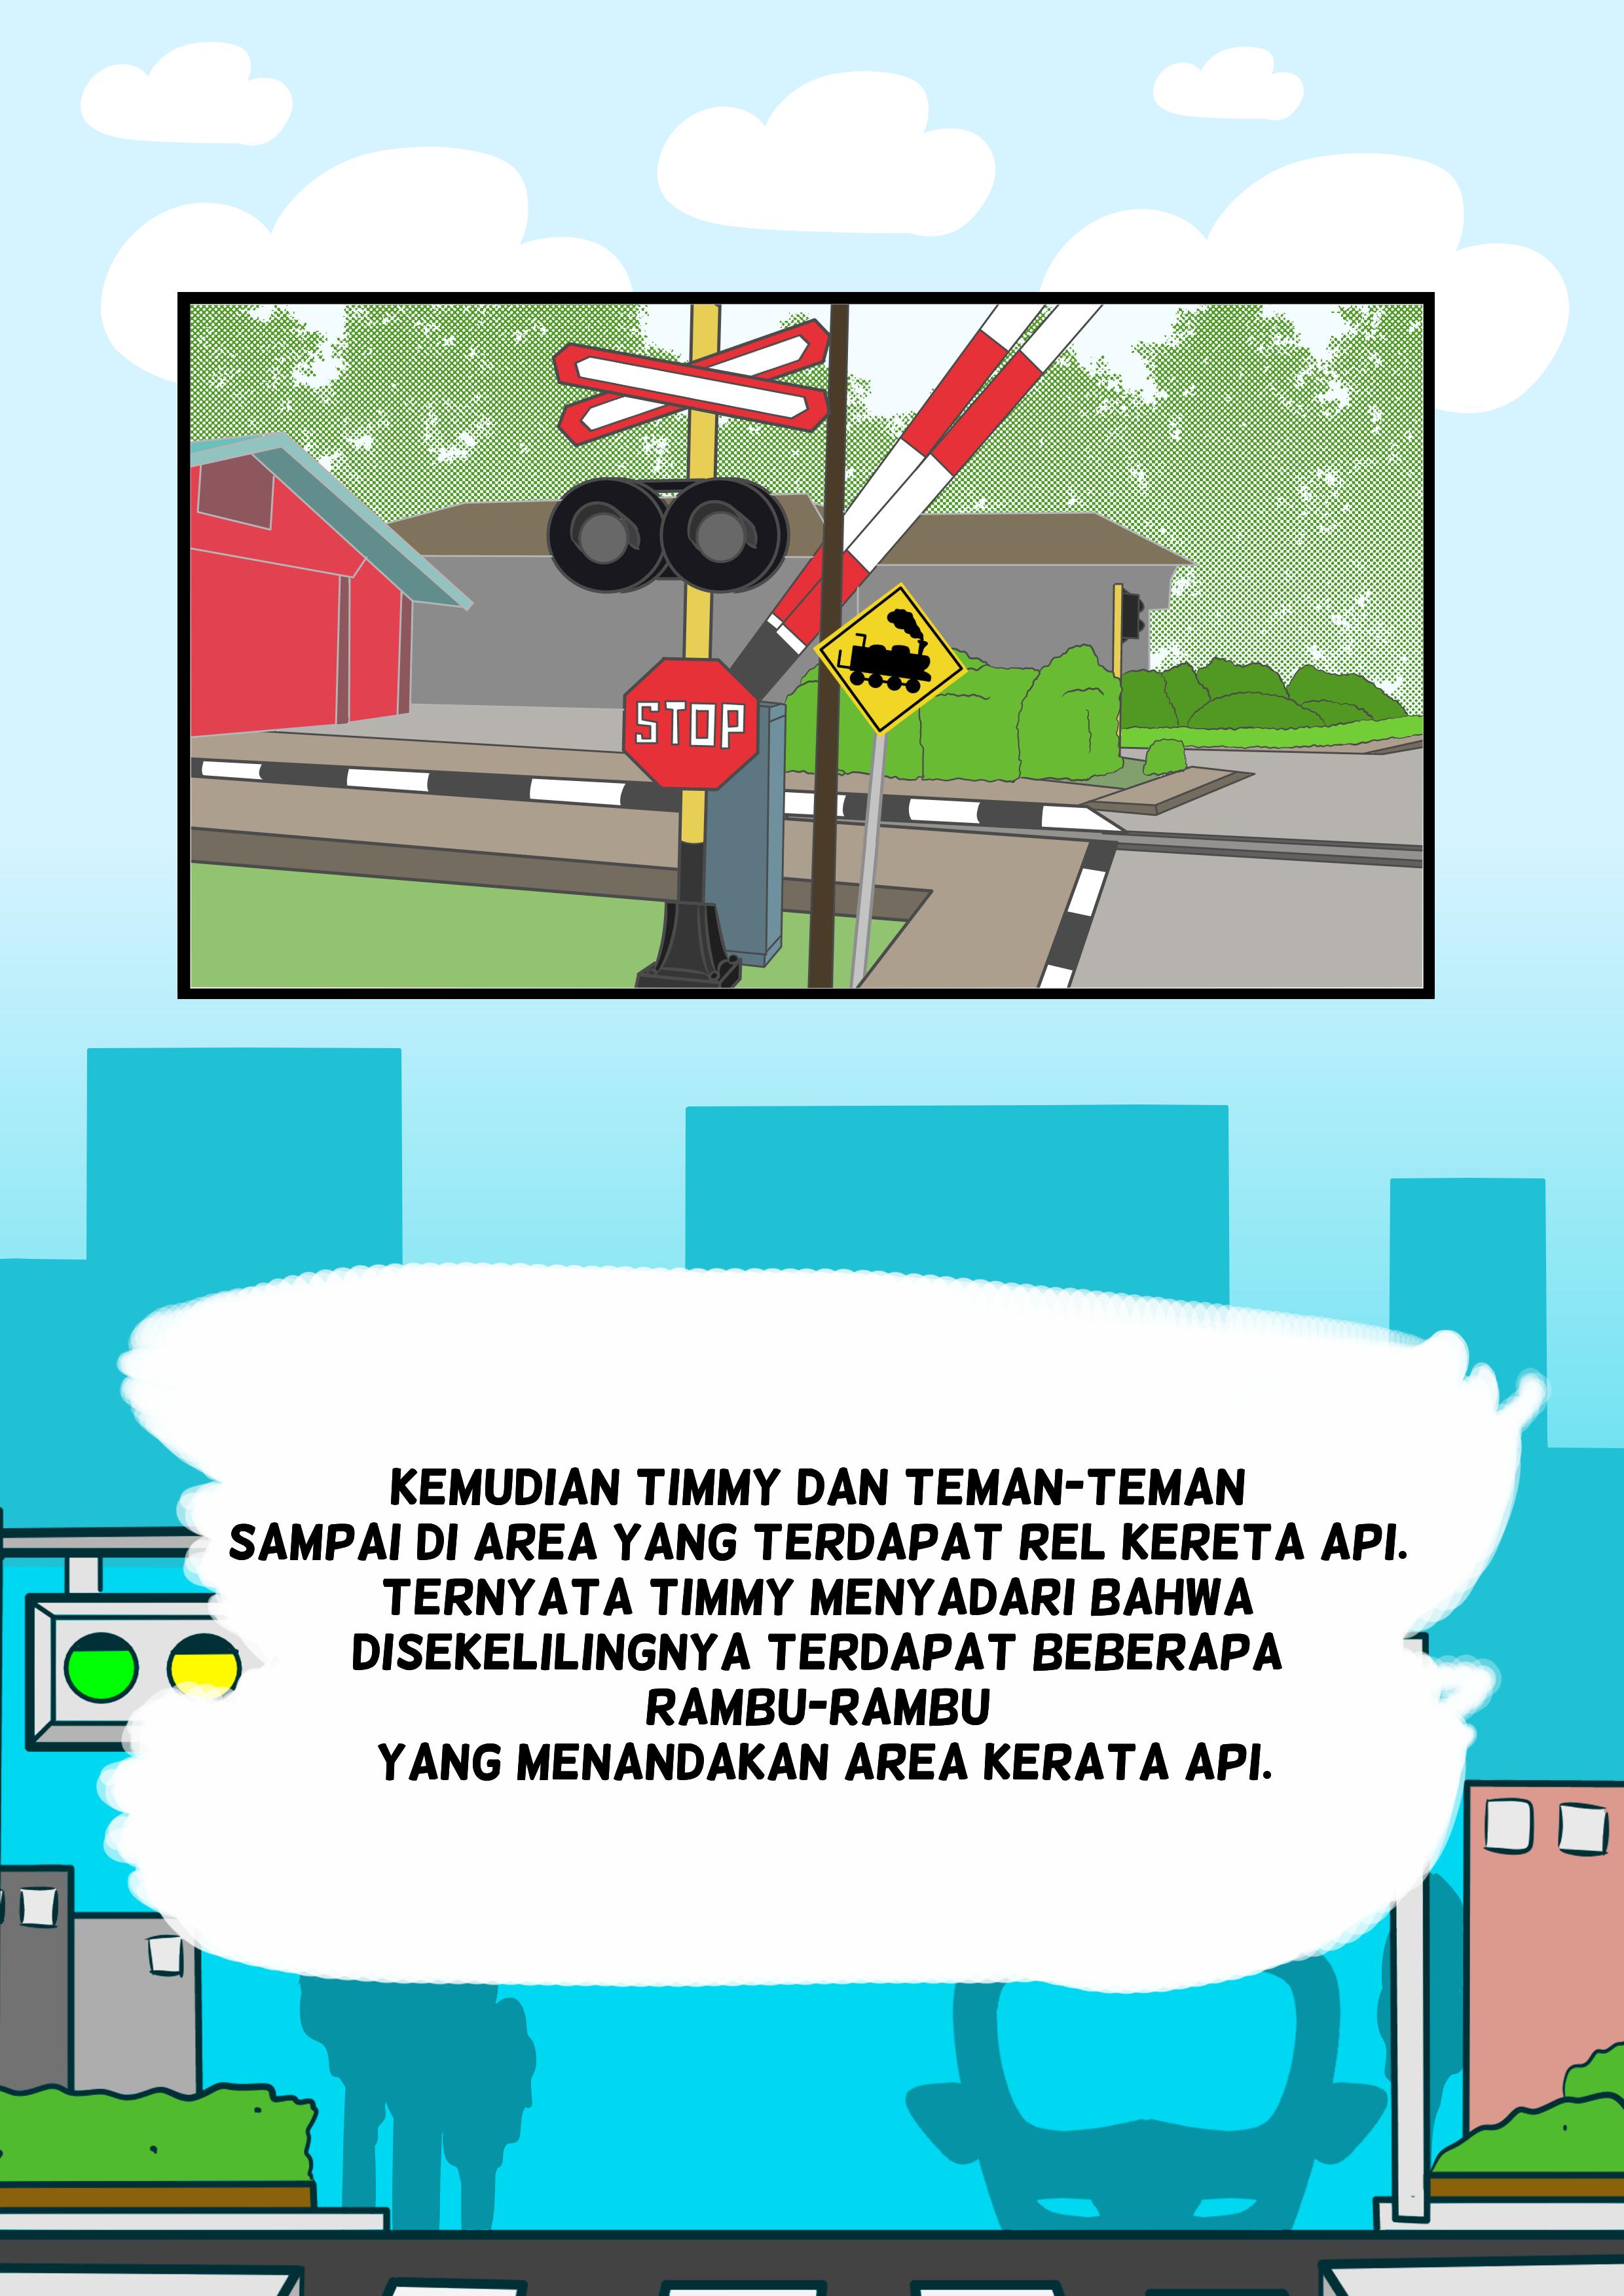 STOP
KEMUDIAN TIMMY DAN TEMAN-TEMAN
SAMPAI DI AREA YANG TERDAPAT REL KERETA API.
TERNYATA TIMMY MENYADARI BAHWA
DISEKELILINGNYA TERDAPAT BEBERAPA
RAMBU-RAMBU
YANG MENANDAKAN AREA KERATA API.